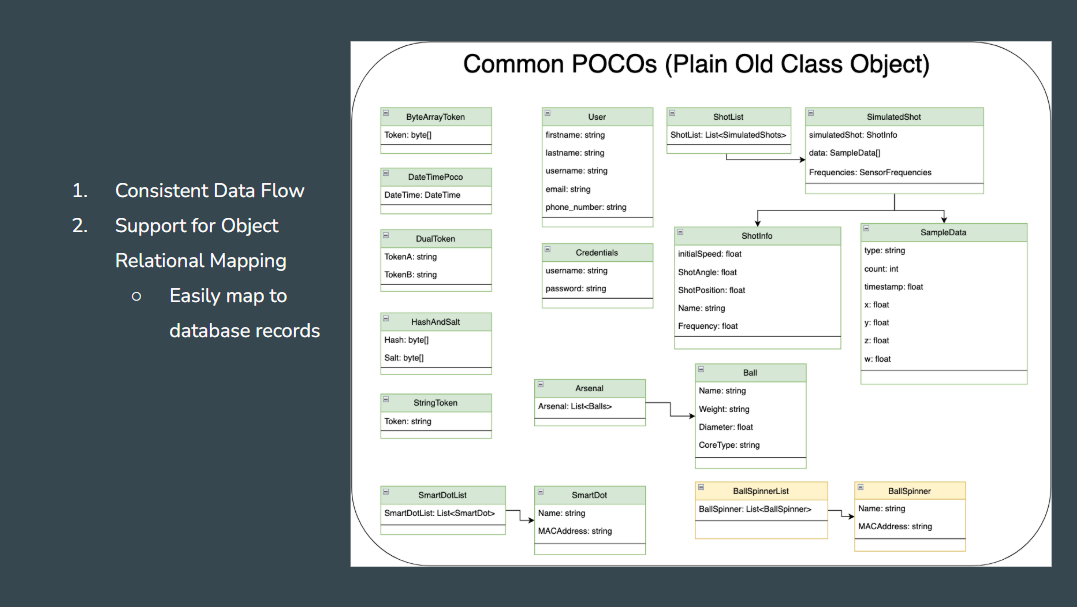 1. Consistent Data Flow
2. Support for Object
Relational Mapping
○ Easily map to
database records
Common POCOs (Plain Old Class Object)
ByteArrayToken
Token: byte[]
DateTimePoco
DateTime: DateTime
DualToken
TokenA: string
TokenB: string
HashAndSalt
Hash: byte[]
Salt: byte[]
StringToken
Token: string
User
firstname: string
lastname: string
username: string
email: string
phone_number: string
Credentials
username: string
password: string
ShotList
ShotList: List<SimulatedShots>
SimulatedShot
simulatedShot: ShotInfo
data: SampleData[]
Frequencies: SensorFrequencies
ShotInfo
initialSpeed: float
ShotAngle: float
ShotPosition: float
Name: string
Frequency: float
SampleData
type: string
count: int
timestamp: float
x: float
y: float
z: float
w: float
Arsenal
Arsenal: List<Balls>
Ball
Name: string
Weight: string
Diameter: float
CoreType: string
SmartDotList
SmartDotList: List<SmartDot>
SmartDot
Name: string
MACAddress: string
BallSpinnerList
BallSpinner: List<BallSpinner>
BallSpinner
Name: string
MACAddress: string